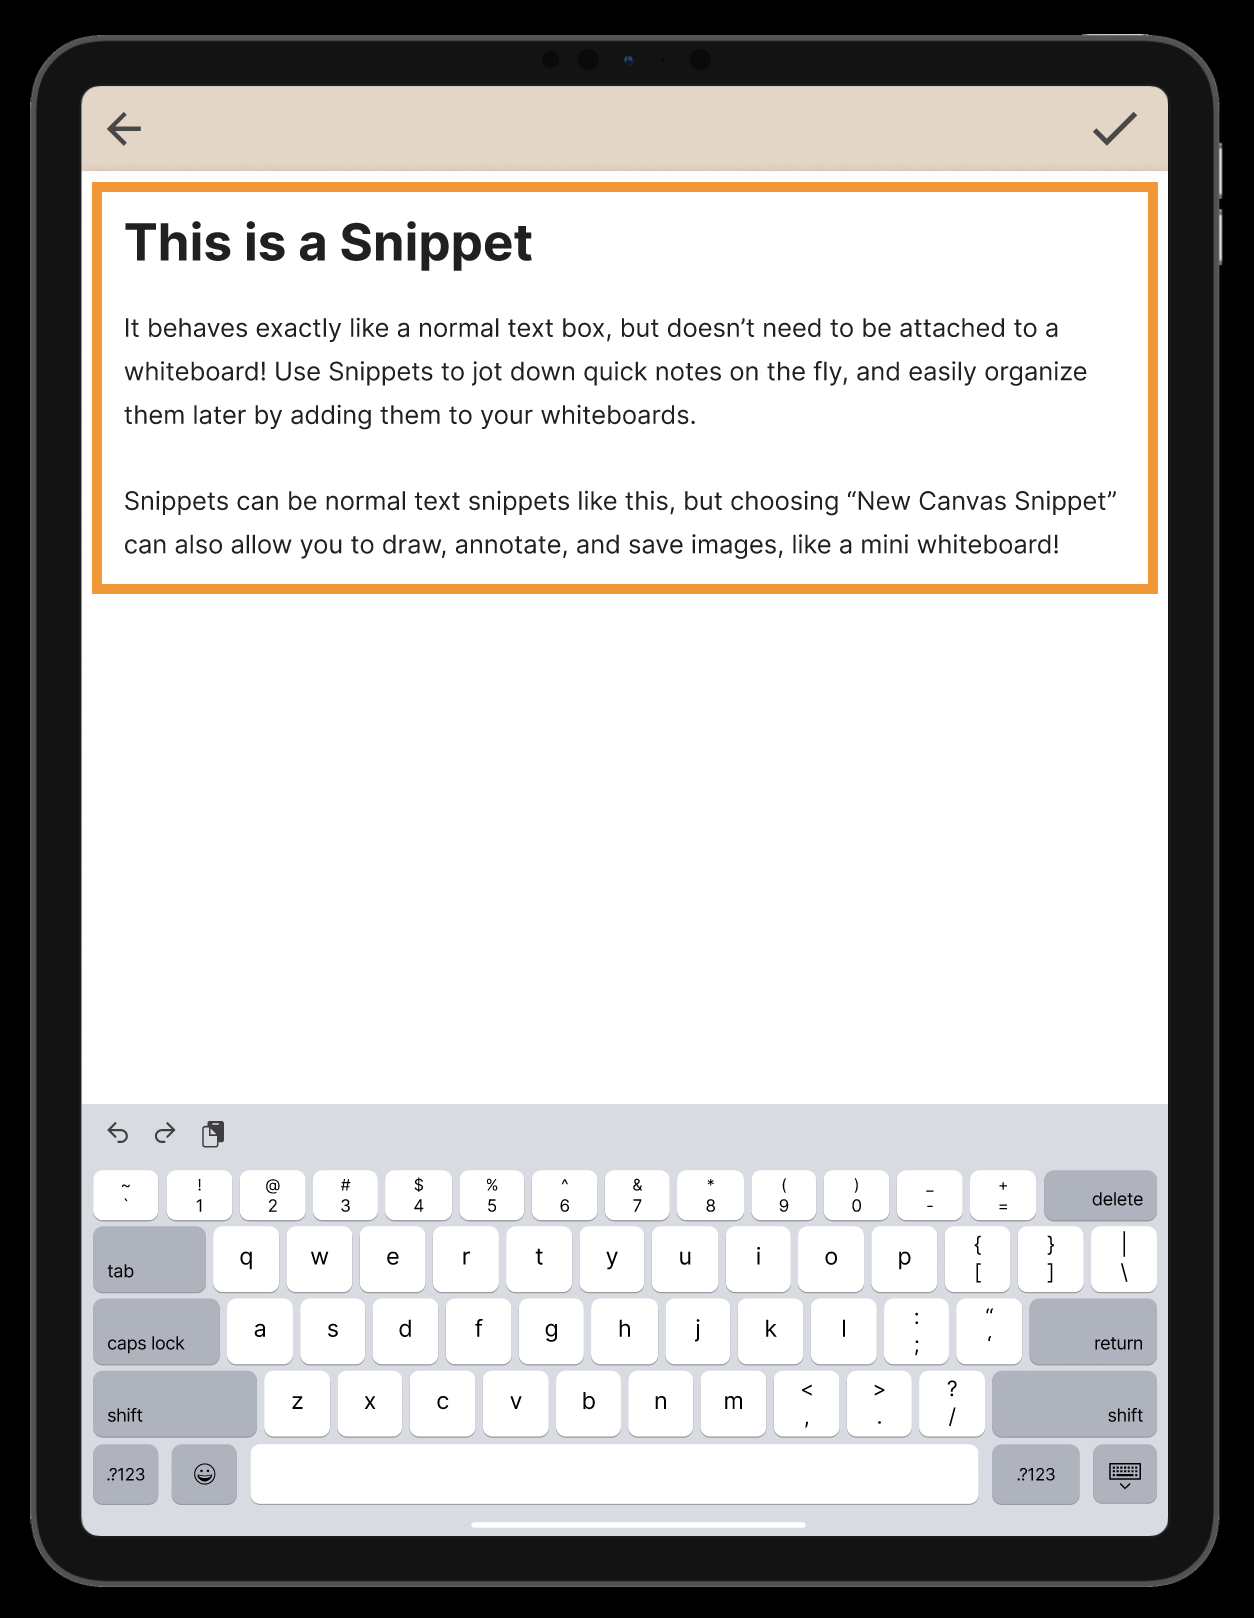 This is a Snippet
It behaves exactly like a normal text box, but doesn’t need to be attached to a
whiteboard! Use Snippets to jot down quick notes on the fly, and easily organize
them later by adding them to your whiteboards.
Snippets can be normal text snippets like this, but choosing “New Canvas Snippet”
can also allow you to draw, annotate, and save images, like a mini whiteboard!
~ ! @ # $ % ^ & * ( ) _ +
` 1 2 3 4 5 6 7 8 9 0 - = delete
tab q w e r t y u i o p { } |
[ ] \
caps lock a s d f g h j k l : “
; ‘ return
shift z x c v b n m < > ?
, . / shift
.?123 .?123